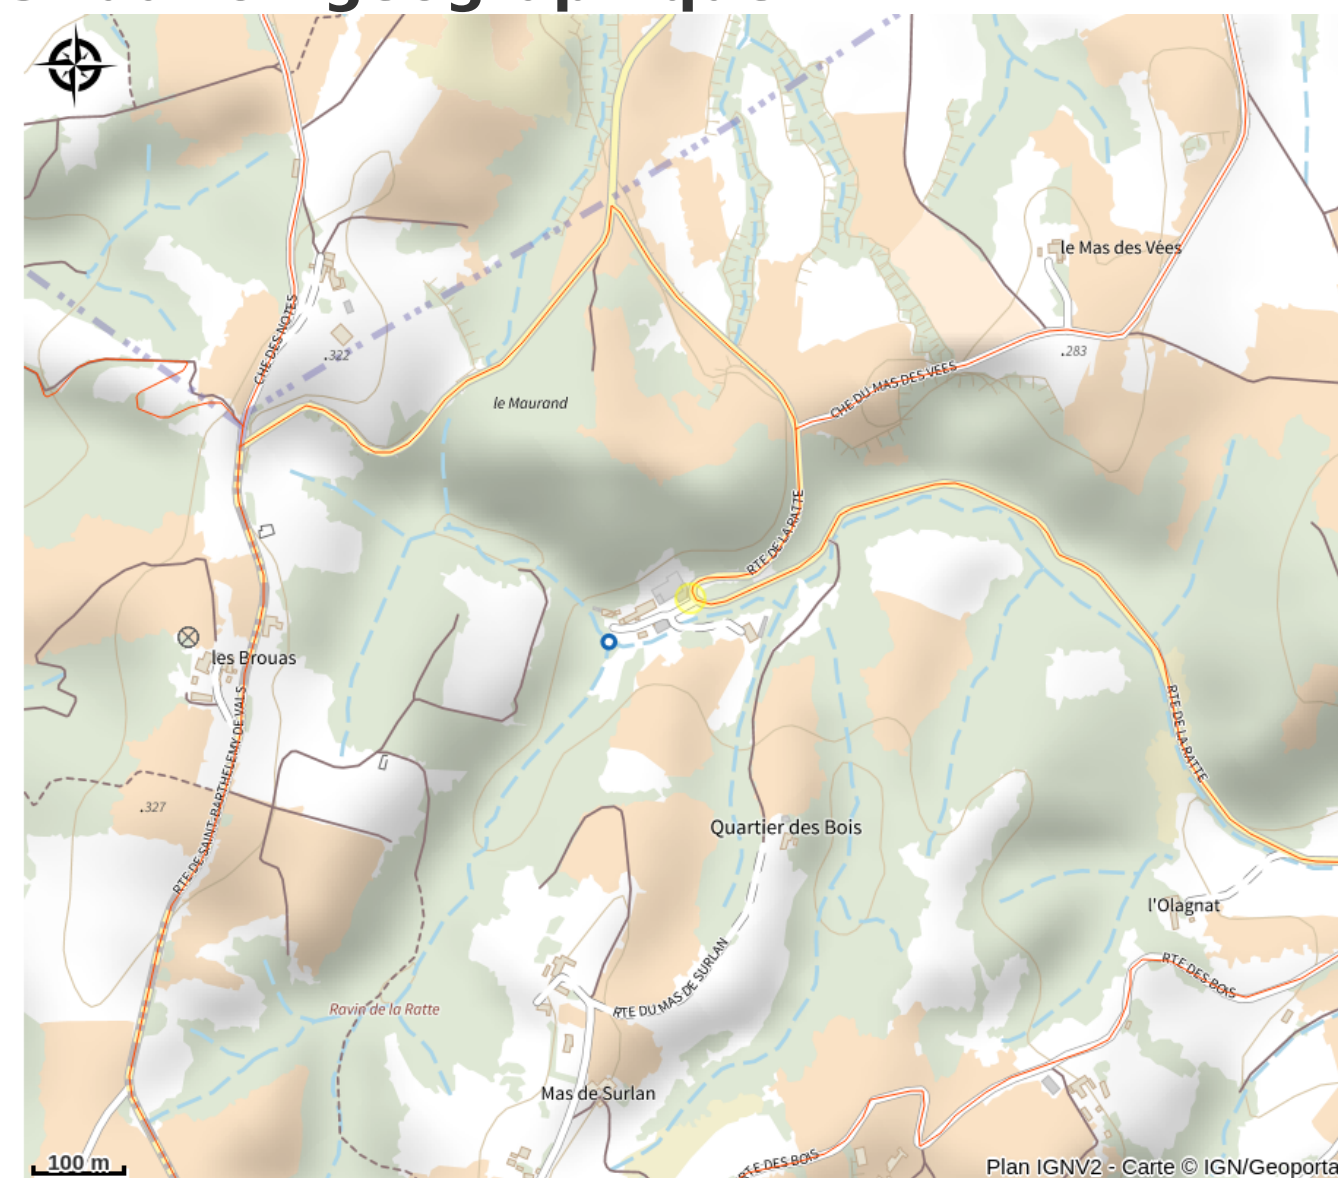 le Mas des Vées
CHE DES NOTES
.322
.283
CHE DU MAS DES VEES
le Maurand
RTE DE LA RATTE
les Brouas
RTE DE LA RATTE
RTE DE SAINT-BARTHELEMY DE VALS
.327
Quartier des Bois
l'Olagnat
RTE DU MAS DE SURLAN
RTE DES BOIS
Ravin de la Ratte
Mas de Surlan
RTE DES BOIS
100 m
Plan IGNV2 - Carte © IGN/Geoporta